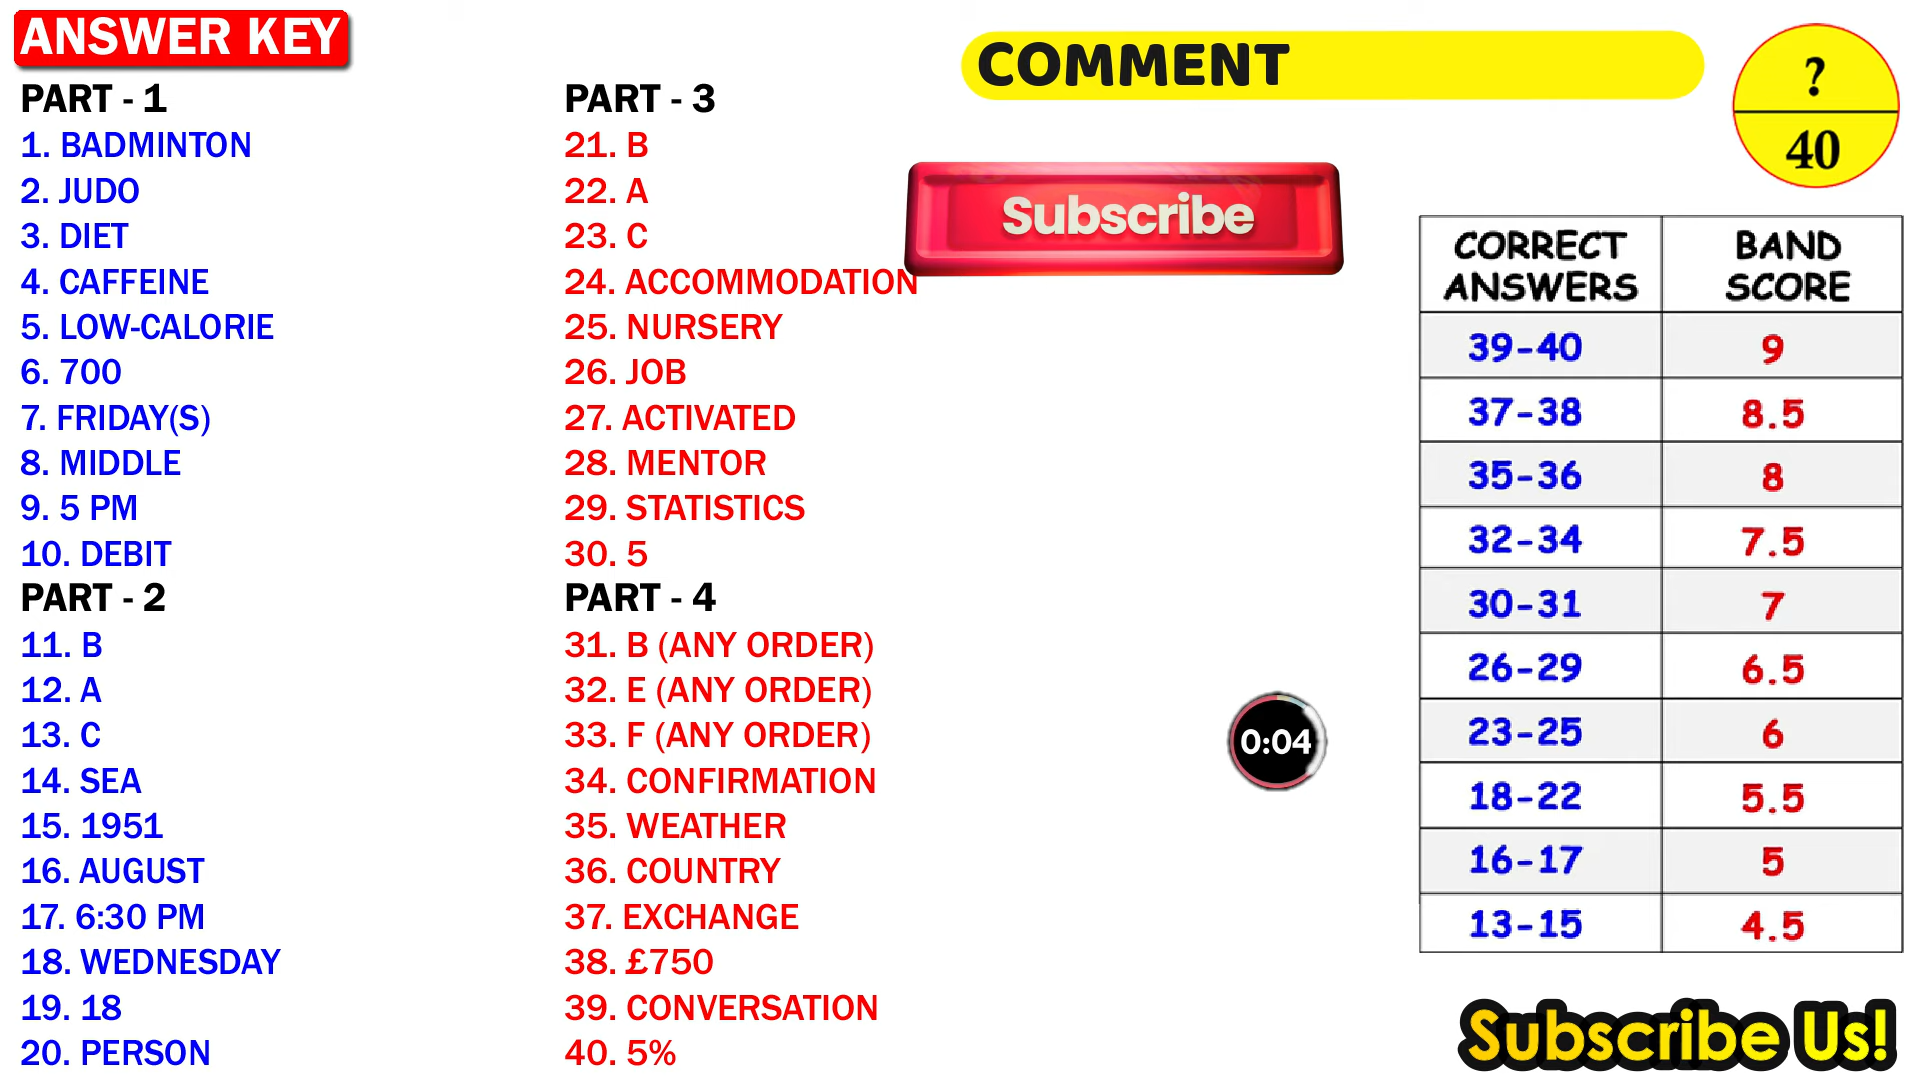 ANSWER KEY
PART - 1
1. BADMINTON
2. JUDO
3. DIET
4. CAFFEINE
5. LOW-CALORIE
6. 700
7. FRIDAY(S)
8. MIDDLE
9. 5 PM
10. DEBIT
PART - 2
11. B
12. A
13. C
14. SEA
15. 1951
16. AUGUST
17. 6:30 PM
18. WEDNESDAY
19. 18
20. PERSON
PART - 3
21. B
22. A
23. C
24. ACCOMMODATION
25. NURSERY
26. JOB
27. ACTIVATED
28. MENTOR
29. STATISTICS
30. 5
PART - 4
31. B (ANY ORDER)
32. E (ANY ORDER)
33. F (ANY ORDER)
34. CONFIRMATION
35. WEATHER
36. COUNTRY
37. EXCHANGE
38. £750
39. CONVERSATION
40. 5%
COMMENT
?
40
Subscribe
0:04
CORRECT ANSWERS BAND SCORE
39-40 9
37-38 8.5
35-36 8
32-34 7.5
30-31 7
26-29 6.5
23-25 6
18-22 5.5
16-17 5
13-15 4.5
Subscribe Us!